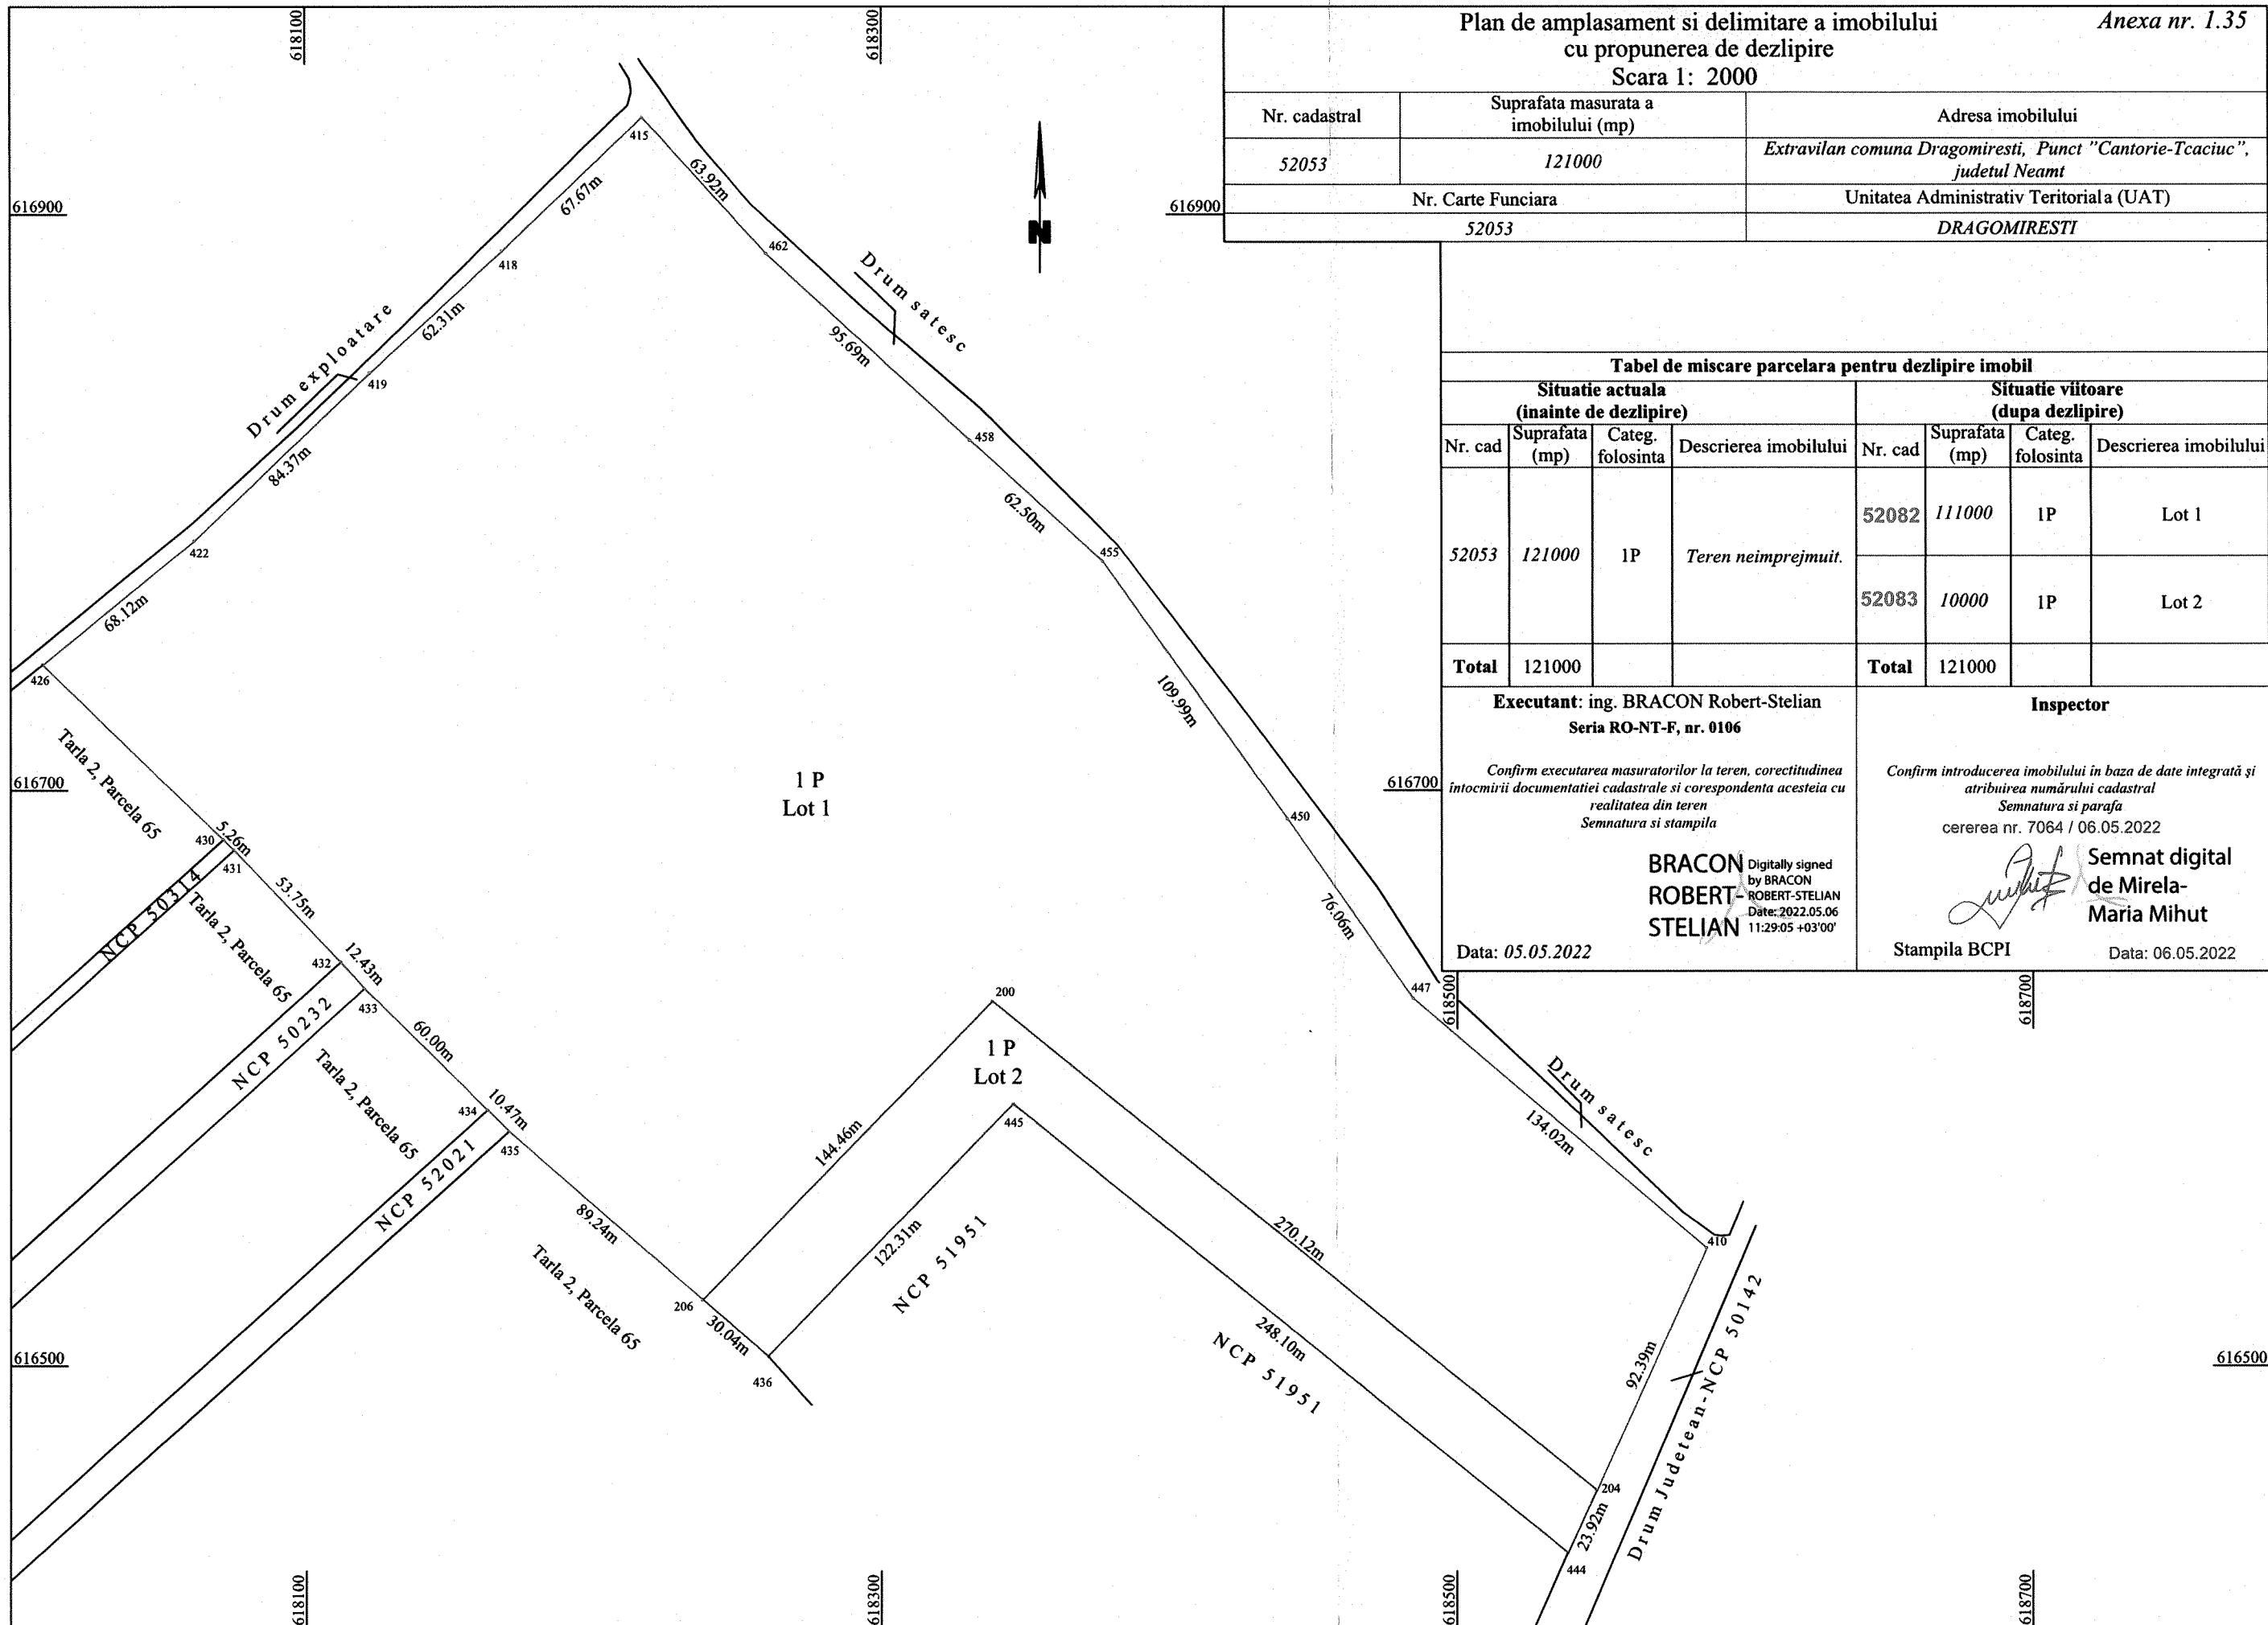 Plan de amplasament si delimitare a imobilului
cu propunerea de dezlipire
Scara 1: 2000
Anexa nr. 1.35
Nr. cadastral
Suprafata masurata a
imobilului (mp)
Adresa imobilului
52053
121000
Extravilan comuna Dragomiresti, Punct "Cantorie-Tcaciuc",
judetul Neamt
Nr. Carte Funciara
Unitatea Administrativ Teritoriala (UAT)
52053
DRAGOMIRESTI
618100
618300
616900
616900
N
415
63.92m
67.67m
462
418
Drum satesc
62.31m
95.69m
Drum exploatare
419
458
84.37m
62.50m
422
455
68.12m
426
109.99m
Tarla 2, Parcela 65
616700
616700
1 P
Lot 1
450
430
5.26m
431
NCP 50314
53.75m
76.06m
Tarla 2, Parcela 65
432
12.43m
433
NCP 50232
447
200
60.00m
1 P
Lot 2
Tarla 2, Parcela 65
434
10.47m
435
NCP 52021
445
144.46m
Drum satesc
134.02m
89.24m
122.31m
NCP 51951
270.12m
410
Tarla 2, Parcela 65
206
30.04m
436
248.10m
NCP 51951
92.39m
Drum Judetean-NCP 50142
616500
616500
204
23.92m
444
618100
618300
618500
618700
618500
618700
Tabel de miscare parcelara pentru dezlipire imobil
Situatie actuala
(inainte de dezlipire)
Situatie viitoare
(dupa dezlipire)
Nr. cad
Suprafata
(mp)
Categ.
folosinta
Descrierea imobilului
Nr. cad
Suprafata
(mp)
Categ.
folosinta
Descrierea imobilului
52053
121000
1P
Teren neimprejmuit.
52082
111000
1P
Lot 1
52083
10000
1P
Lot 2
Total
121000
Total
121000
Executant: ing. BRACON Robert-Stelian
Seria RO-NT-F, nr. 0106
Confirm executarea masuratorilor la teren, corectitudinea
intocmirii documentatiei cadastrale si corespondenta acesteia cu
realitatea din teren
Semnatura si stampila
BRACON
ROBERT-
STELIAN
Digitally signed
by BRACON
ROBERT-STELIAN
Date: 2022.05.06
11:29:05 +03'00'
Data: 05.05.2022
Inspector
Confirm introducerea imobilului in baza de date integrată şi
atribuirea numărului cadastral
Semnatura si parafa
cererea nr. 7064 / 06.05.2022
Semnat digital
de Mirela-
Maria Mihut
Stampila BCPI
Data: 06.05.2022